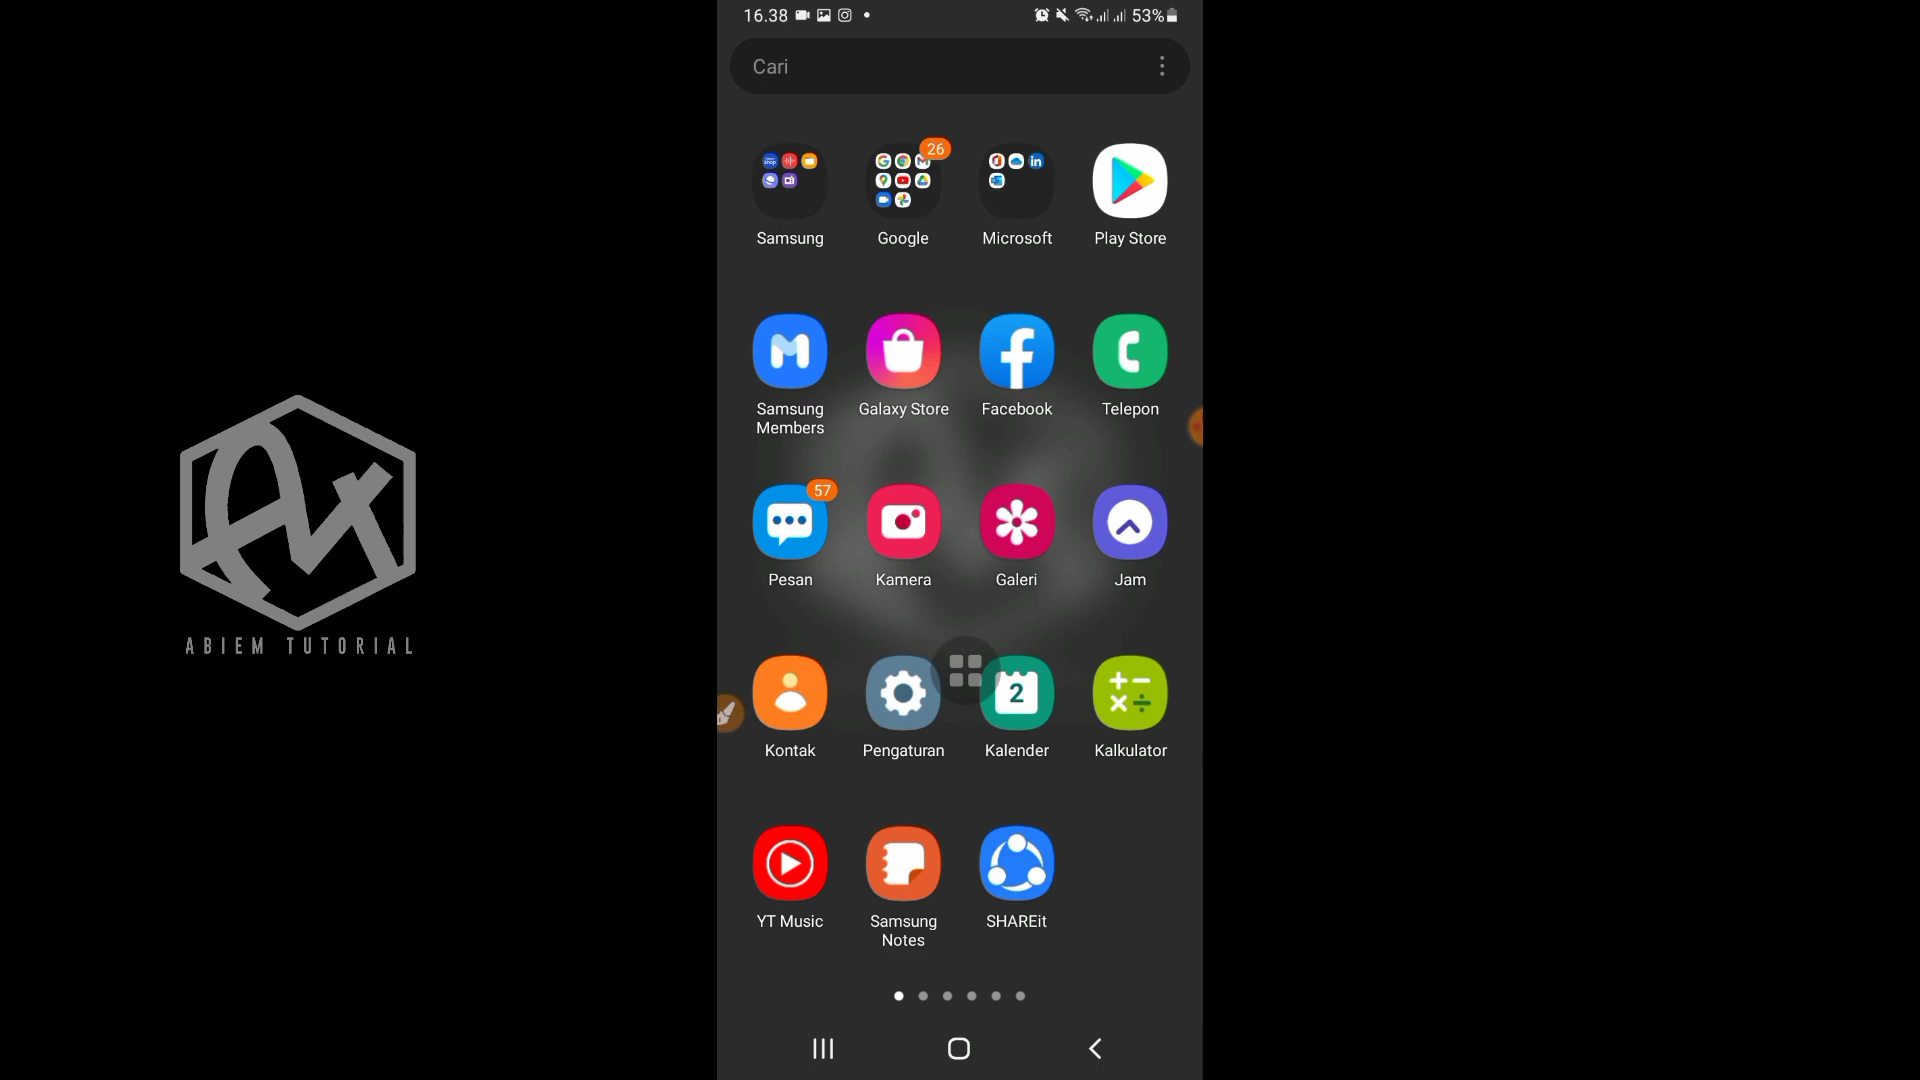 16.38
53%
Cari
26
Samsung
Google
Microsoft
Play Store
Samsung
Members
Galaxy Store
Facebook
Telepon
57
Pesan
Kamera
Galeri
Jam
2
Kontak
Pengaturan
Kalender
Kalkulator
YT Music
Samsung
Notes
SHAREit
ABIEM TUTORIAL